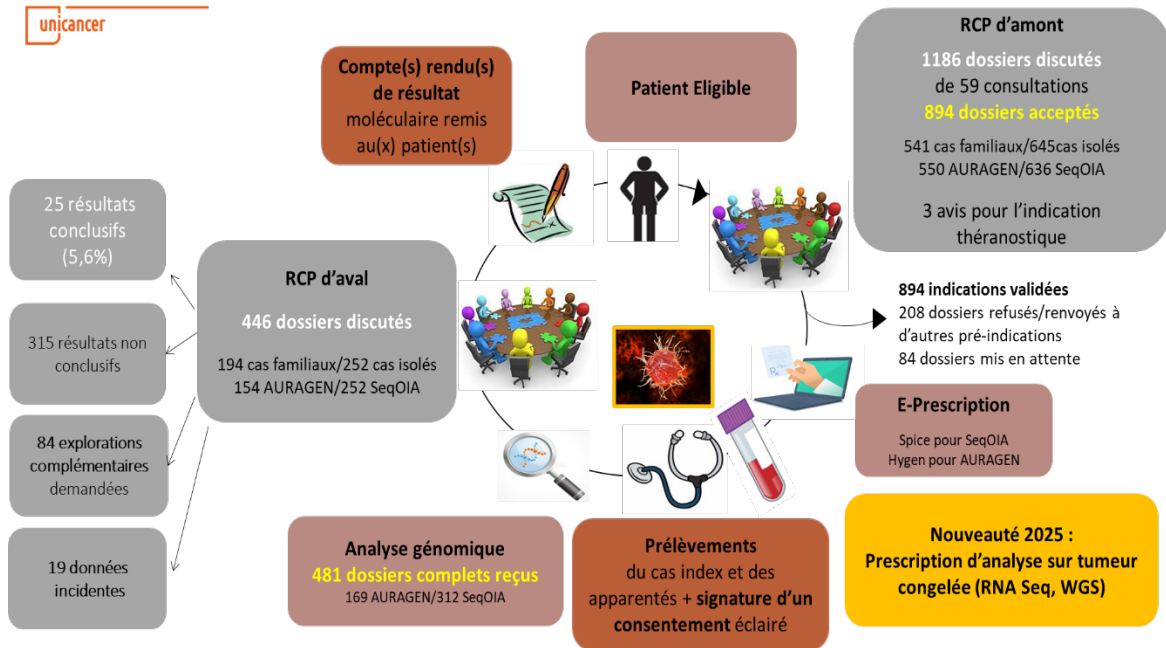 unicancer
Compte(s) rendu(s)
de résultat
moléculaire remis
au(x) patient(s)
Patient Eligible
RCP d'amont
1186 dossiers discutés
de 59 consultations
894 dossiers acceptés
541 cas familiaux/645cas isolés
550 AURAGEN/636 SeqOIA
3 avis pour l'indication
théranostique
25 résultats
conclusifs
(5,6%)
315 résultats non
conclusifs
84 explorations
complémentaires
demandées
19 données
incidentes
RCP d'aval
446 dossiers discutés
194 cas familiaux/252 cas isolés
154 AURAGEN/252 SeqOIA
894 indications validées
208 dossiers refusés/renvoyés à
d'autres pré-indications
84 dossiers mis en attente
E-Prescription
Spice pour SeqOIA
Hygen pour AURAGEN
Analyse génomique
481 dossiers complets reçus
169 AURAGEN/312 SeqOIA
Prélèvements
du cas index et des
apparentés + signature d'un
consentement éclairé
Nouveauté 2025 :
Prescription d'analyse sur tumeur
congelée (RNA Seq, WGS)